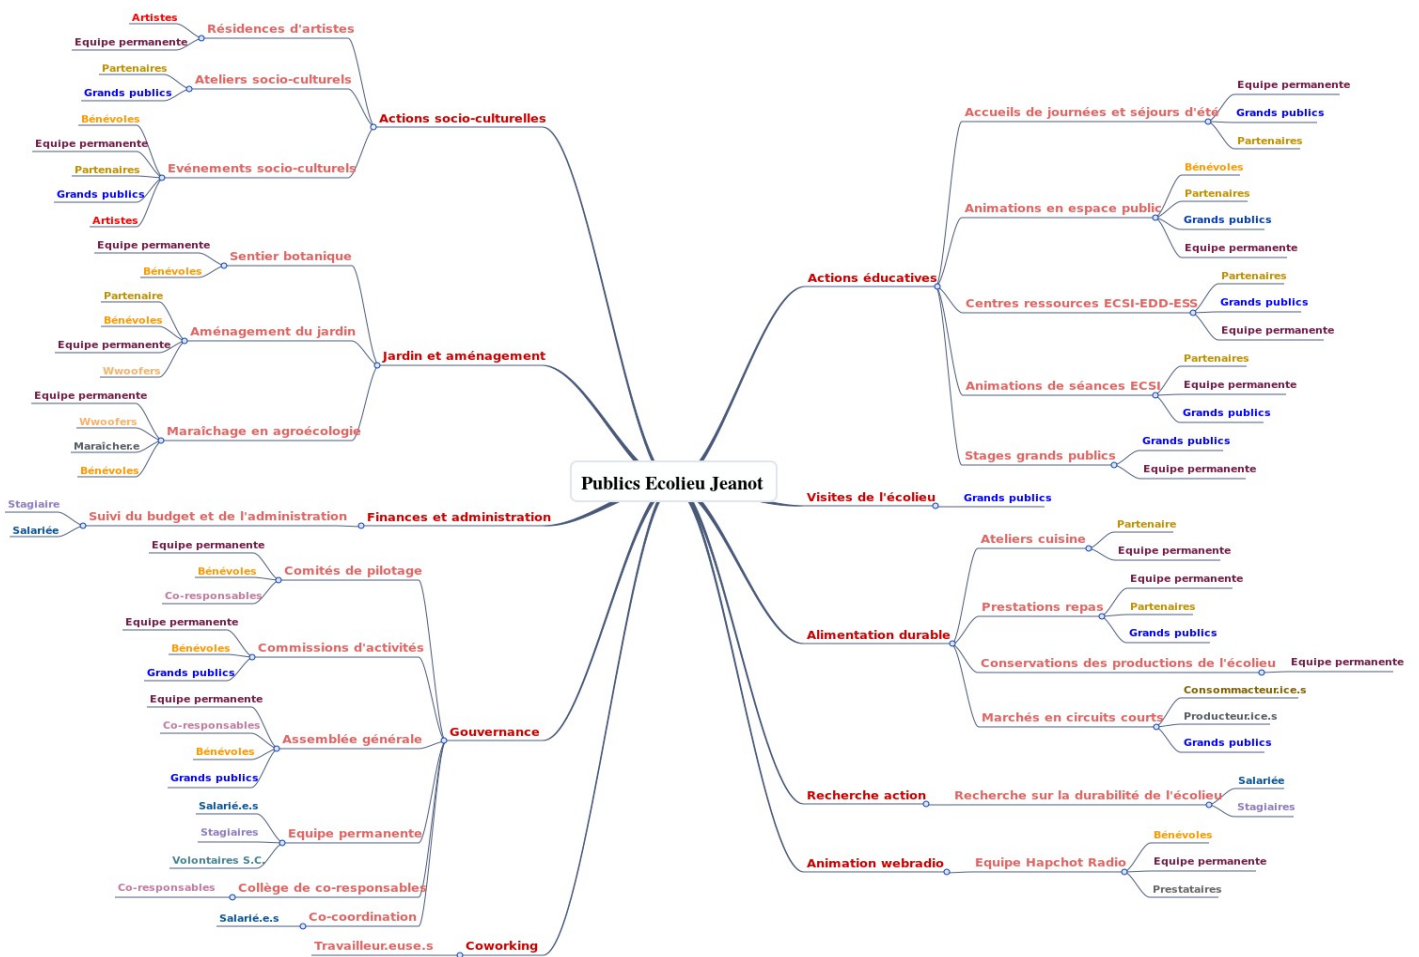 Publics Ecolieu Jeanot
Actions socio-culturelles
Résidences d'artistes
Artistes
Equipe permanente
Ateliers socio-culturels
Partenaires
Grands publics
Evénements socio-culturels
Bénévoles
Equipe permanente
Partenaires
Grands publics
Artistes
Jardin et aménagement
Sentier botanique
Equipe permanente
Bénévoles
Aménagement du jardin
Partenaire
Bénévoles
Equipe permanente
Wwoofers
Maraîchage en agroécologie
Equipe permanente
Wwoofers
Maraîcher.e
Bénévoles
Finances et administration
Suivi du budget et de l'administration
Stagiaire
Salariée
Gouvernance
Comités de pilotage
Equipe permanente
Bénévoles
Co-responsables
Commissions d'activités
Equipe permanente
Bénévoles
Grands publics
Assemblée générale
Equipe permanente
Co-responsables
Bénévoles
Grands publics
Equipe permanente
Salarié.e.s
Stagiaires
Volontaires S.C.
Collège de co-responsables
Co-responsables
Co-coordination
Salarié.e.s
Coworking
Travailleur.euse.s
Actions éducatives
Accueils de journées et séjours d'été
Equipe permanente
Grands publics
Partenaires
Animations en espace public
Bénévoles
Partenaires
Grands publics
Equipe permanente
Centres ressources ECSI-EDD-ESS
Partenaires
Grands publics
Equipe permanente
Animations de séances ECSI
Partenaires
Equipe permanente
Grands publics
Stages grands publics
Grands publics
Equipe permanente
Visites de l'écolieu
Grands publics
Alimentation durable
Ateliers cuisine
Partenaire
Equipe permanente
Prestations repas
Equipe permanente
Partenaires
Grands publics
Conservations des productions de l'écolieu
Equipe permanente
Marchés en circuits courts
Consommacteur.ice.s
Producteur.ice.s
Grands publics
Recherche action
Recherche sur la durabilité de l'écolieu
Salariée
Stagiaires
Animation webradio
Equipe Hapchot Radio
Bénévoles
Equipe permanente
Prestataires